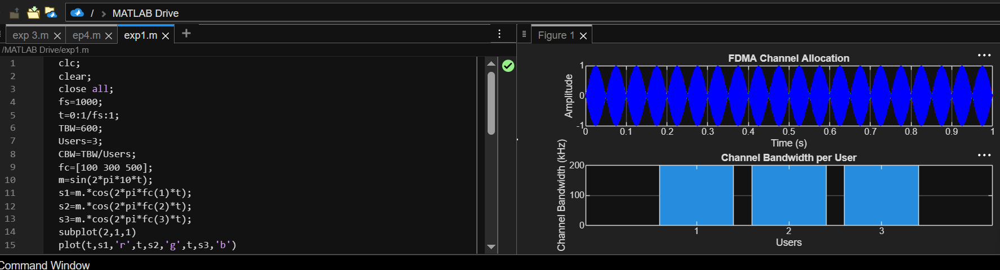 / > MATLAB Drive
exp 3.m × ep4.m × exp1.m × +
/MATLAB Drive/exp1.m
1 clc;
2 clear;
3 close all;
4 fs=1000;
5 t=0:1/fs:1;
6 TBW=600;
7 Users=3;
8 CBW=TBW/Users;
9 fc=[100 300 500];
10 m=sin(2*pi*10*t);
11 s1=m.*cos(2*pi*fc(1)*t);
12 s2=m.*cos(2*pi*fc(2)*t);
13 s3=m.*cos(2*pi*fc(3)*t);
14 subplot(2,1,1)
15 plot(t,s1,'r',t,s2,'g',t,s3,'b')
Command Window
Figure 1 ×
FDMA Channel Allocation
Amplitude
1
0
-1
0 0.1 0.2 0.3 0.4 0.5 0.6 0.7 0.8 0.9 1
Time (s)
Channel Bandwidth per User
Channel Bandwidth (kHz)
200
100
0
1 2 3
Users